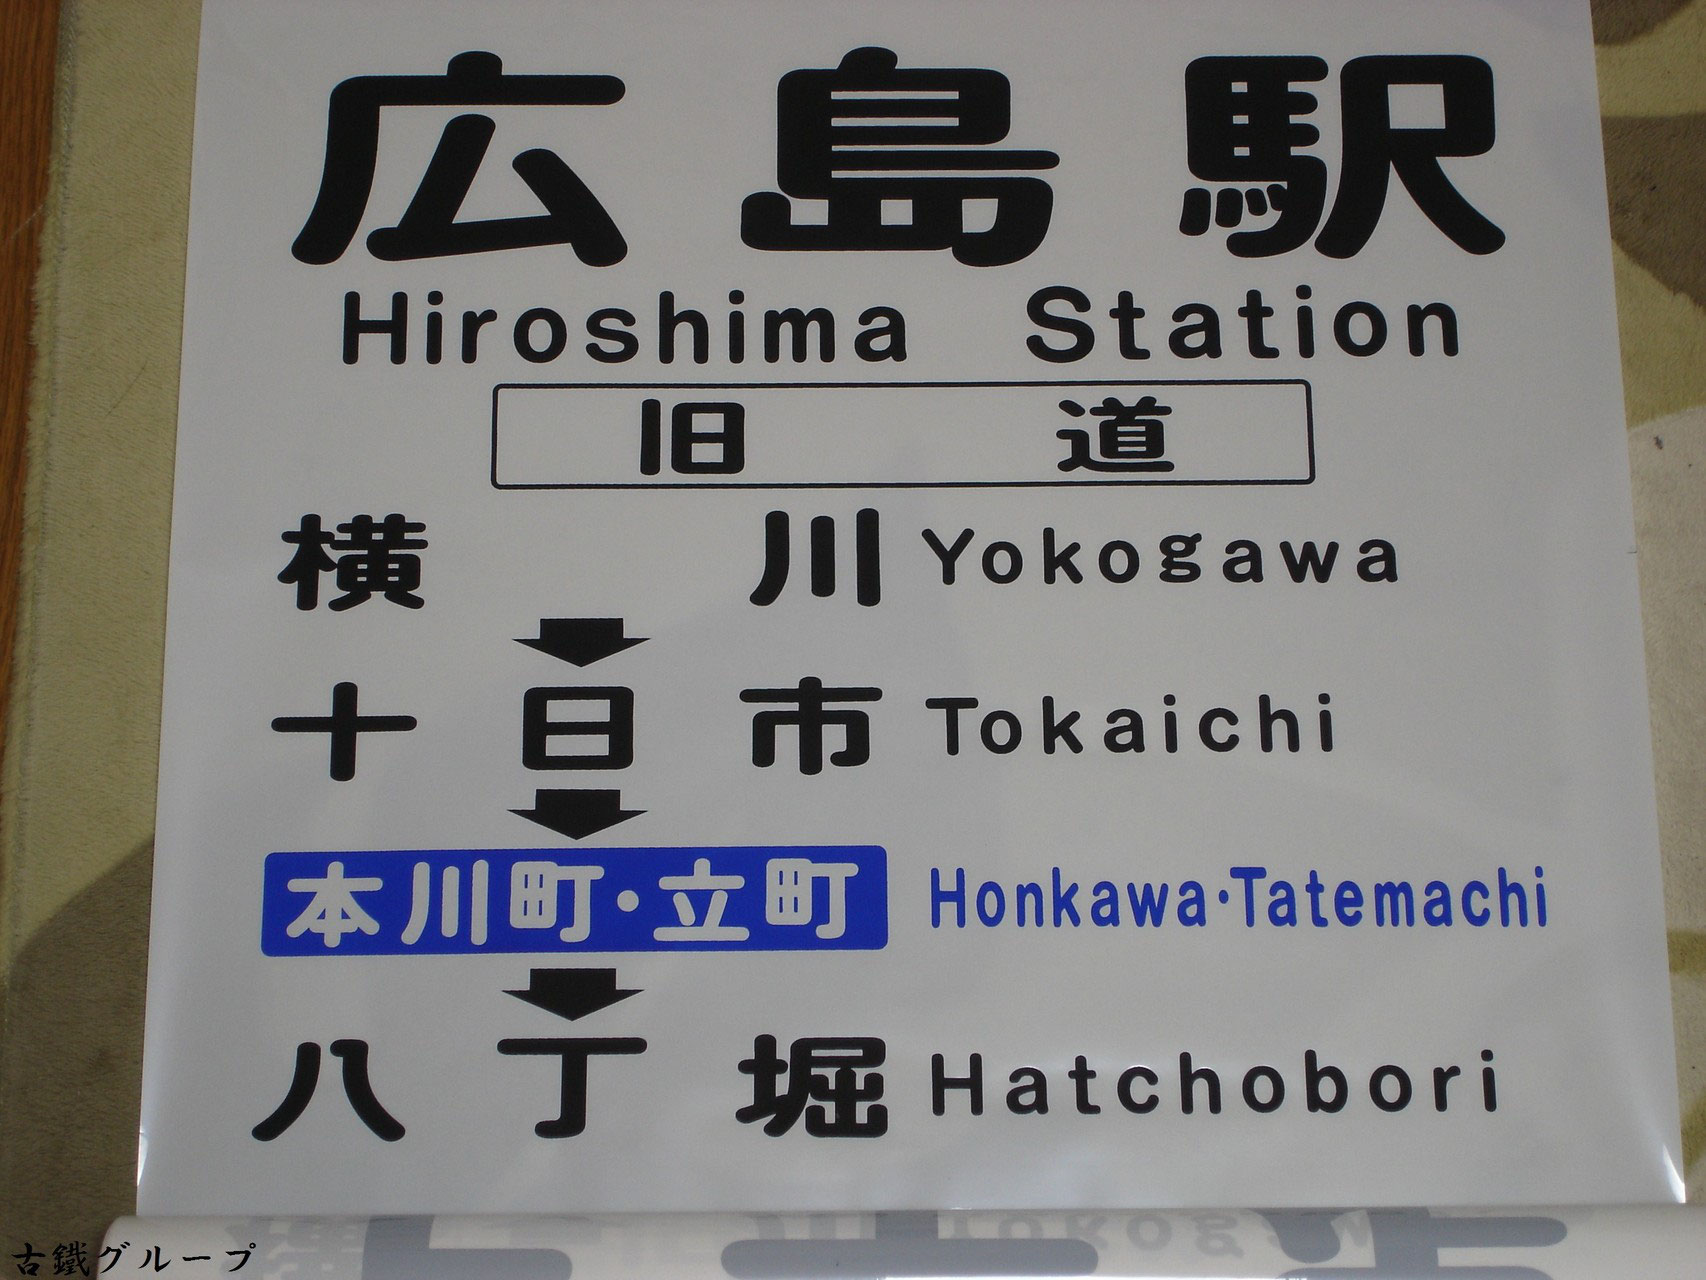 広島駅
Hiroshima Station
旧道
横川 Yokogawa
十日市 Tokaichi
本川町・立町 Honkawa・Tatemachi
八丁堀 Hatchobori
Yokogawa
古鐵グループ